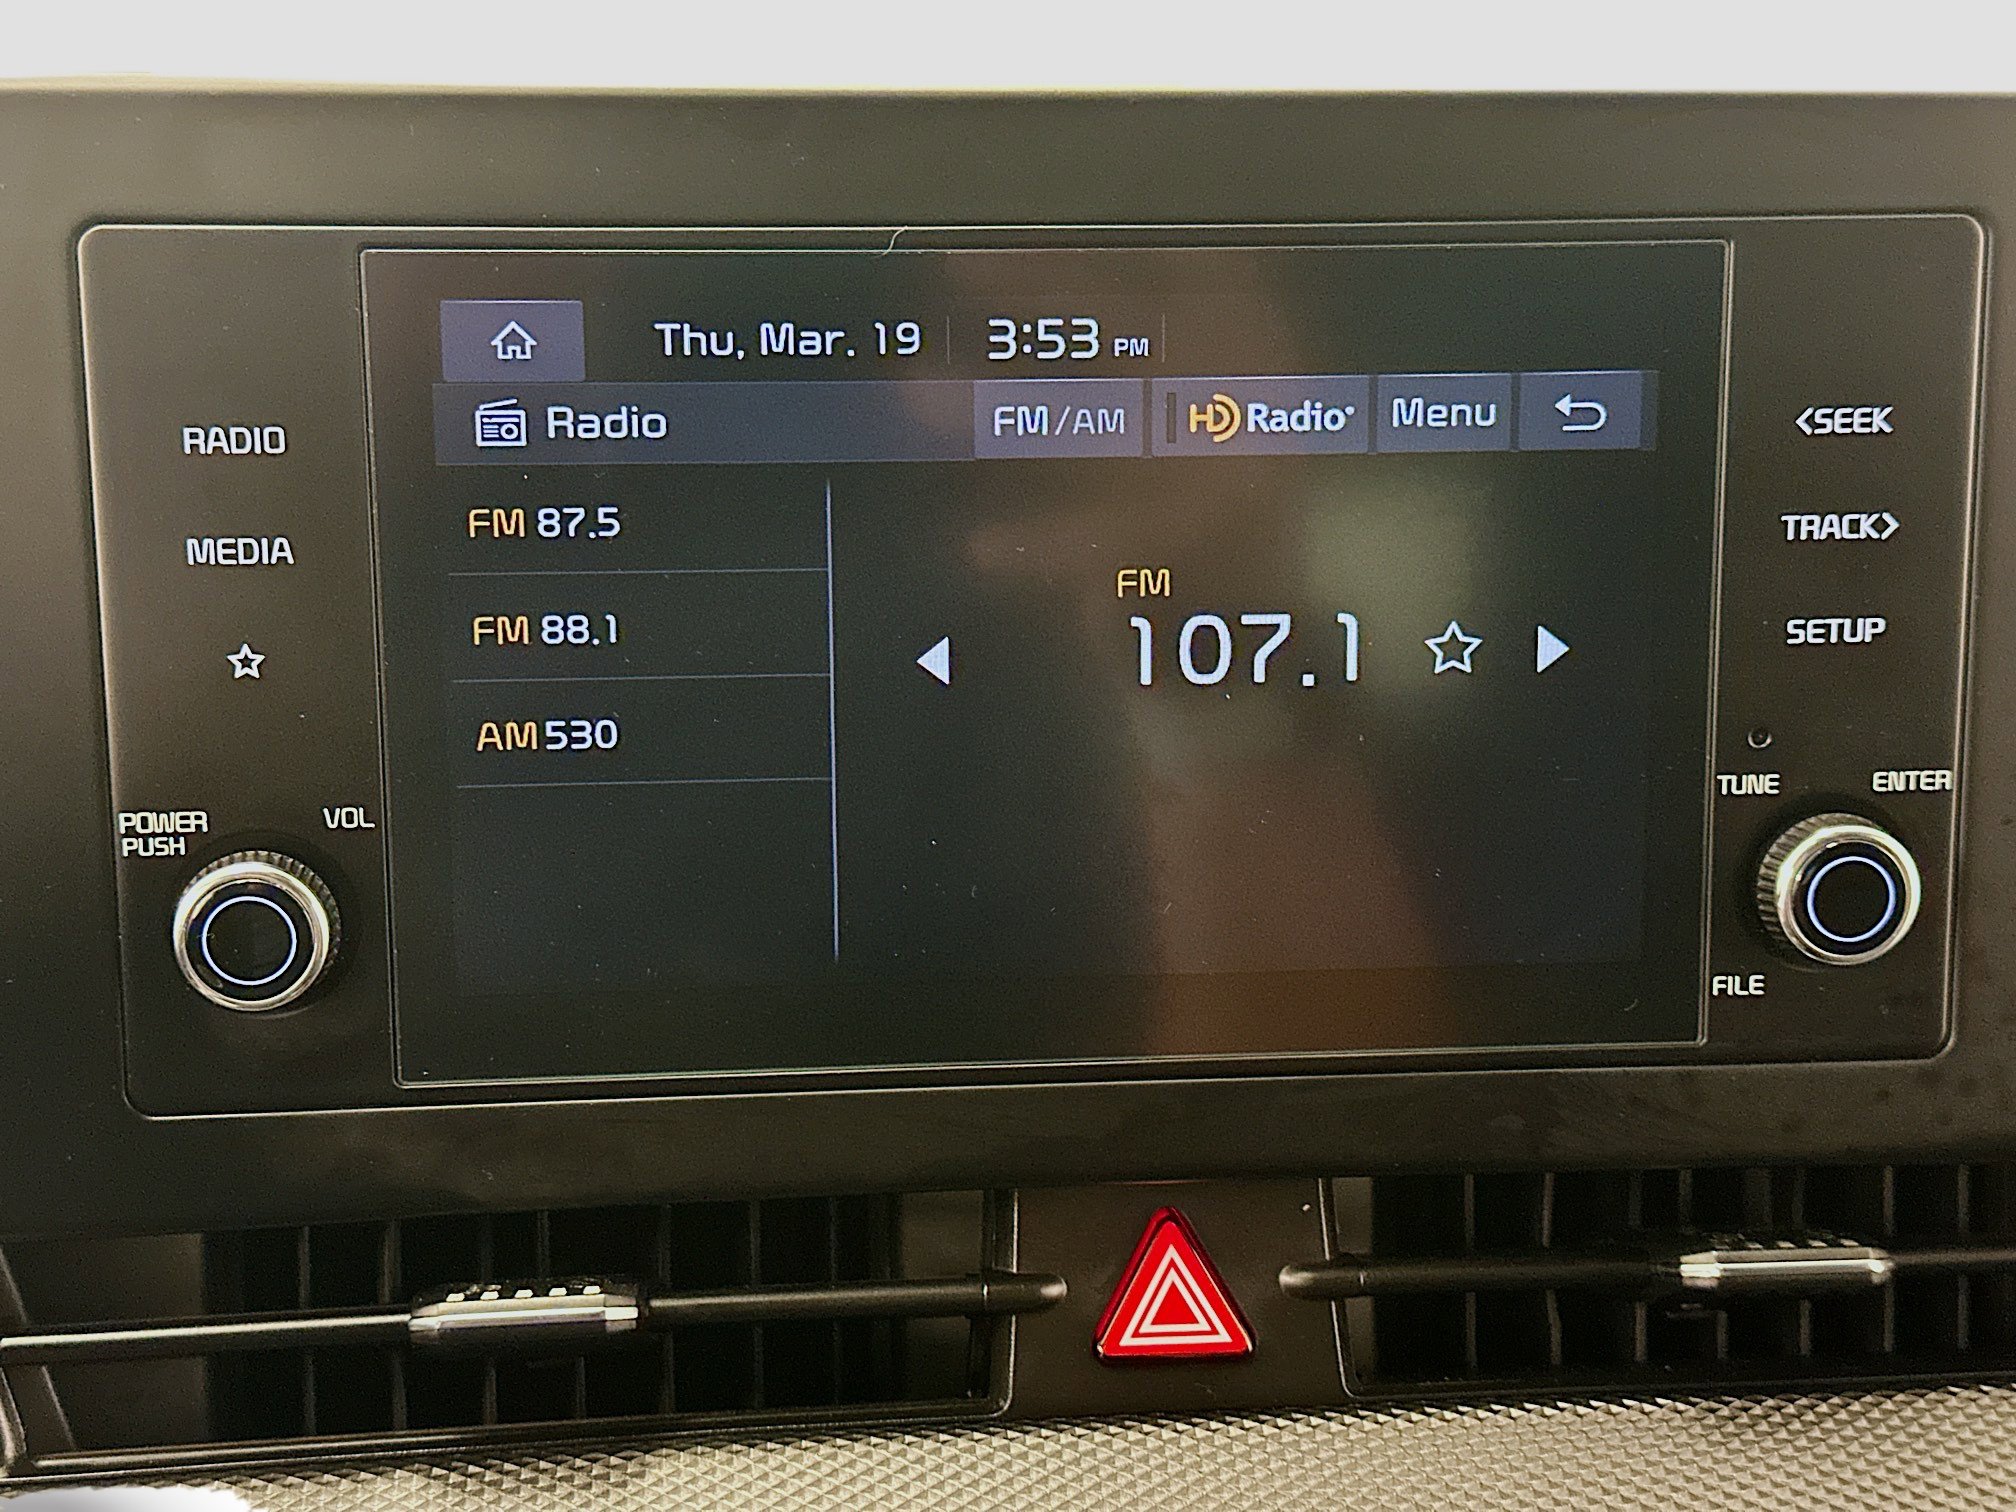 Thu, Mar. 19 3:53 PM
Radio FM/AM HD Radio Menu
RADIO
MEDIA
POWER
PUSH
VOL
FM 87.5
FM 88.1
AM 530
FM
107.1
<SEEK
TRACK>
SETUP
TUNE
ENTER
FILE